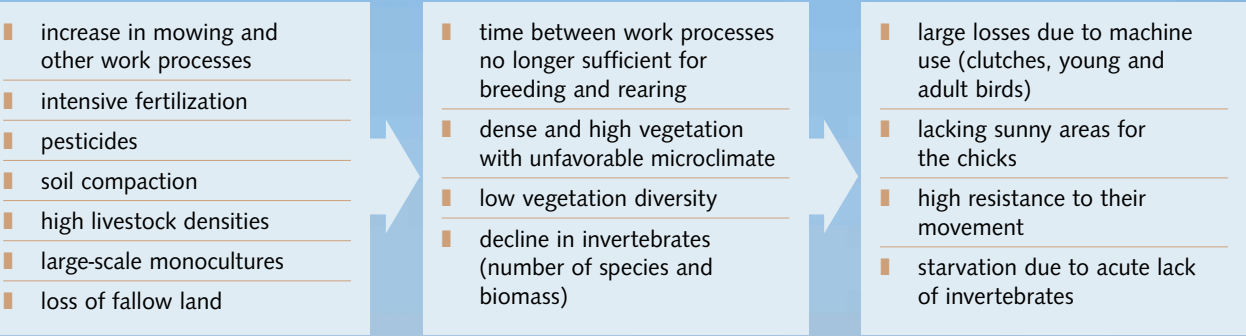 increase in mowing and
other work processes
intensive fertilization
pesticides
soil compaction
high livestock densities
large-scale monocultures
loss of fallow land
time between work processes
no longer sufficient for
breeding and rearing
dense and high vegetation
with unfavorable microclimate
low vegetation diversity
decline in invertebrates
(number of species and
biomass)
large losses due to machine
use (clutches, young and
adult birds)
lacking sunny areas for
the chicks
high resistance to their
movement
starvation due to acute lack
of invertebrates